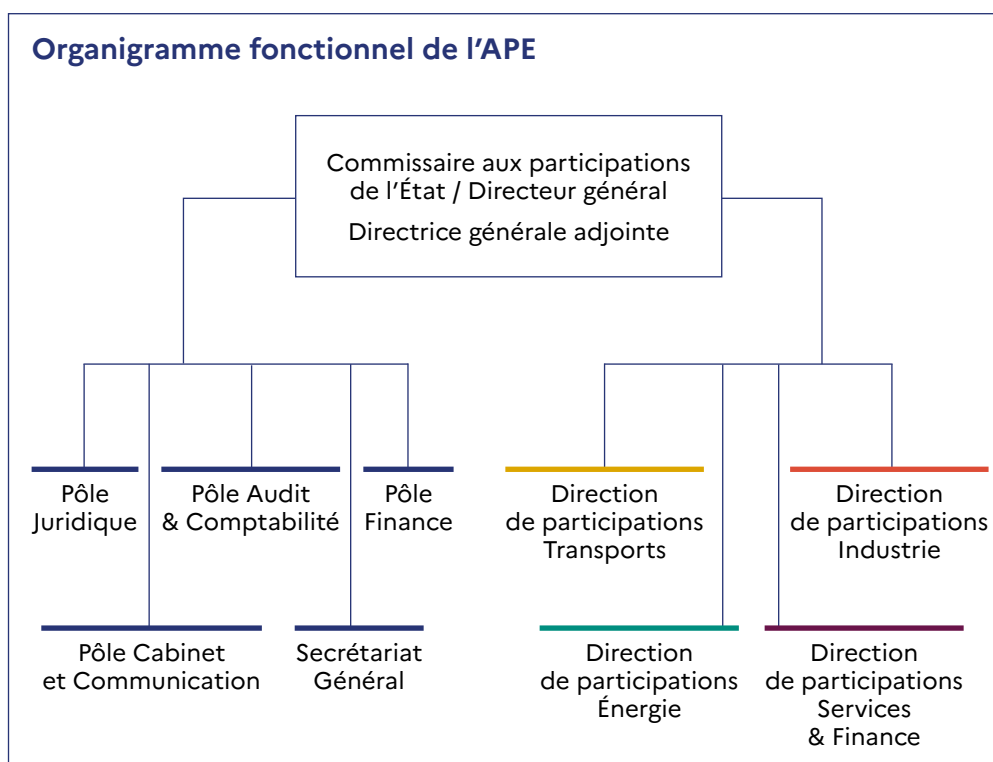 Organigramme fonctionnel de l'APE
Commissaire aux participations
de l'État / Directeur général
Directrice générale adjointe
Pôle
Juridique
Pôle Audit
& Comptabilité
Pôle
Finance
Direction
de participations
Transports
Direction
de participations
Industrie
Pôle Cabinet
et Communication
Secrétariat
Général
Direction
de participations
Énergie
Direction
de participations
Services
& Finance